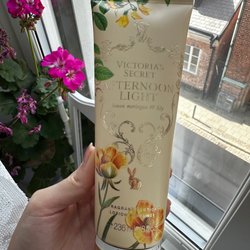 VICTORIA'S
SECRET
AFTERNOON
LIGHT
FRAGRANCE
LOTION
236